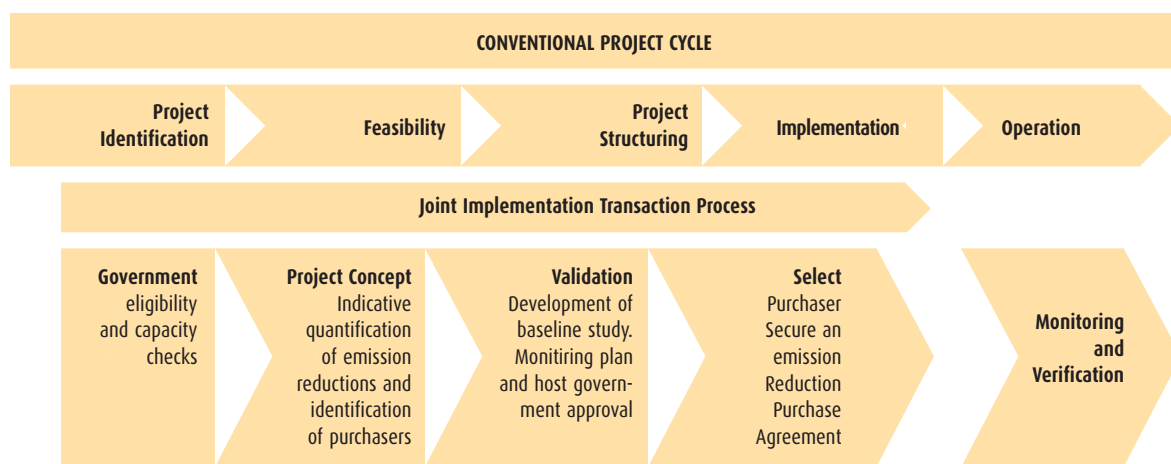 CONVENTIONAL PROJECT CYCLE
Project
Identification
Feasibility
Project
Structuring
Implementation
Operation
Joint Implementation Transaction Process
Government
eligibility
and capacity
checks
Project Concept
Indicative
quantification
of emission
reductions and
identification
of purchasers
Validation
Development of
baseline study.
Monitiring plan
and host govern-
ment approval
Select
Purchaser
Secure an
emission
Reduction
Purchase
Agreement
Monitoring
and
Verification